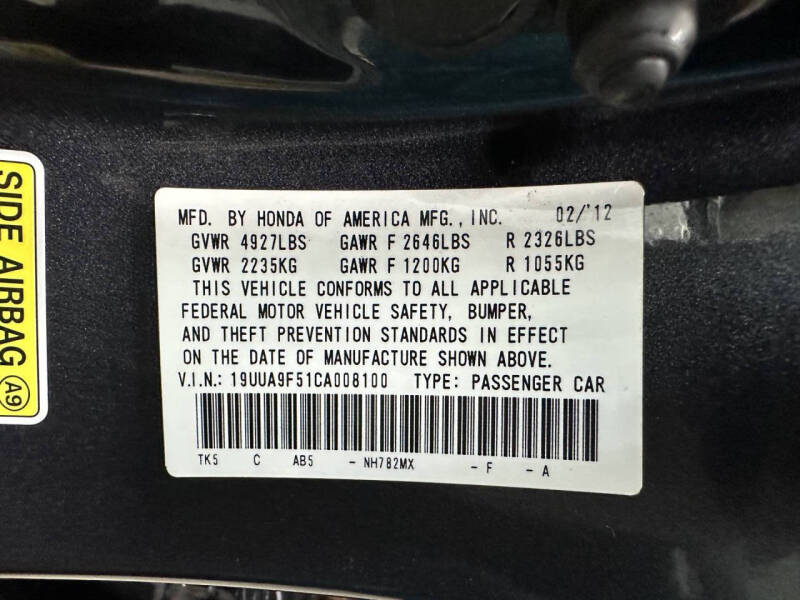 SIDE AIRBAG A9
MFD. BY HONDA OF AMERICA MFG., INC. 02/'12
GVWR 4927LBS GAWR F 2646LBS R 2326LBS
GVWR 2235KG GAWR F 1200KG R 1055KG
THIS VEHICLE CONFORMS TO ALL APPLICABLE
FEDERAL MOTOR VEHICLE SAFETY, BUMPER,
AND THEFT PREVENTION STANDARDS IN EFFECT
ON THE DATE OF MANUFACTURE SHOWN ABOVE.
V.I.N.: 19UUA9F51CA008100 TYPE: PASSENGER CAR
TK5 C AB5 - NH782MX - F - A